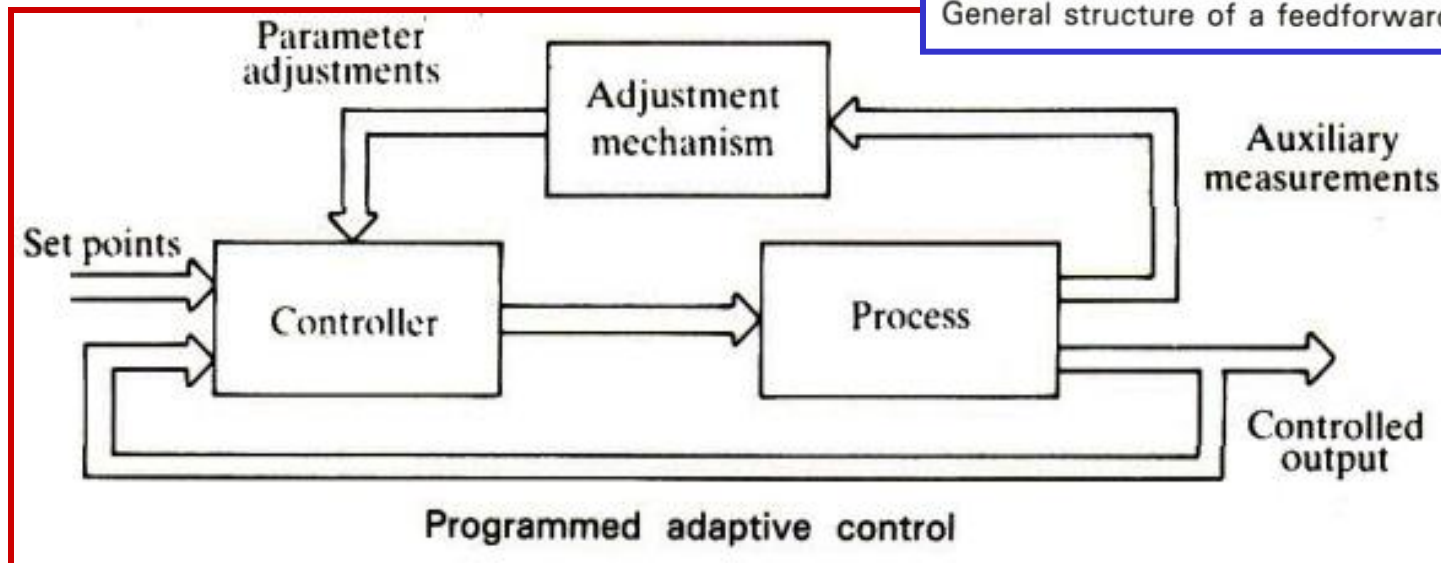 General structure of a feedforward
Parameter
adjustments
Adjustment
mechanism
Auxiliary
measurements
Set points
Controller
Process
Controlled
output
Programmed adaptive control